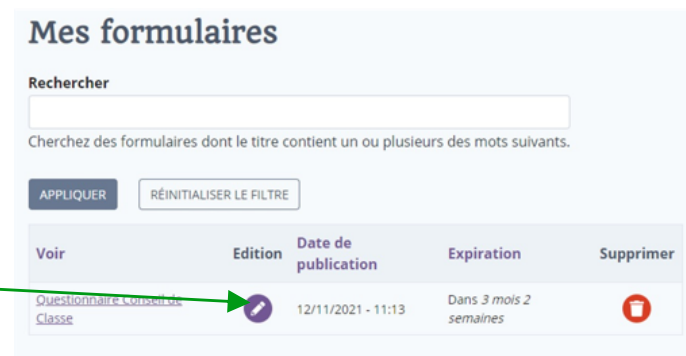 Mes formulaires
Rechercher
Cherchez des formulaires dont le titre contient un ou plusieurs des mots suivants.
APPLIQUER RÉINITIALISER LE FILTRE
Voir Edition Date de publication Expiration Supprimer
Questionnaire Conseil de Classe 12/11/2021 - 11:13 Dans 3 mois 2 semaines